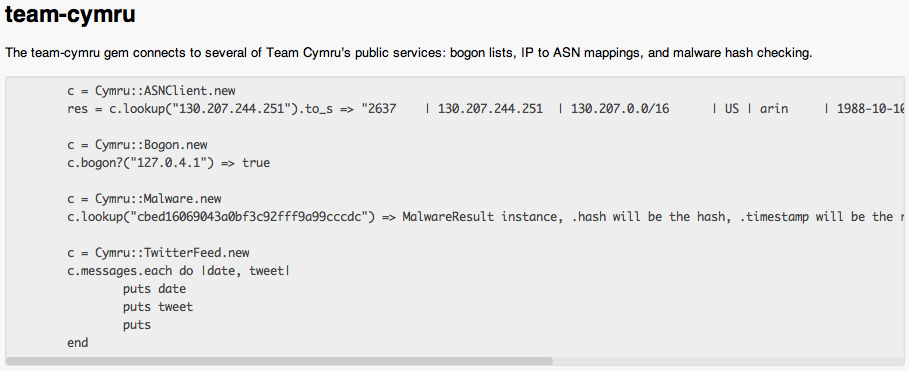 team-cymru
The team-cymru gem connects to several of Team Cymru's public services: bogon lists, IP to ASN mappings, and malware hash checking.
c = Cymru::ASNClient.new
res = c.lookup("130.207.244.251").to_s => "2637    | 130.207.244.251  | 130.207.0.0/16      | US | arin     | 1988-10-10
c = Cymru::Bogon.new
c.bogon?("127.0.4.1") => true
c = Cymru::Malware.new
c.lookup("cbed16069043a0bf3c92fff9a99cccdc") => MalwareResult instance, .hash will be the hash, .timestamp will be the
c = Cymru::TwitterFeed.new
c.messages.each do |date, tweet|
puts date
puts tweet
puts
end